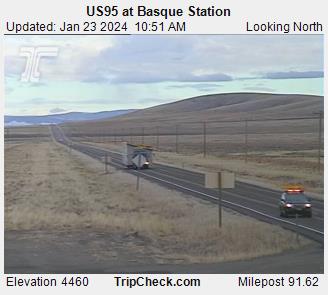 US95 at Basque Station
Updated: Jan 23 2024 10:51 AM Looking North
Elevation 4460 TripCheck.com Milepost 91.62